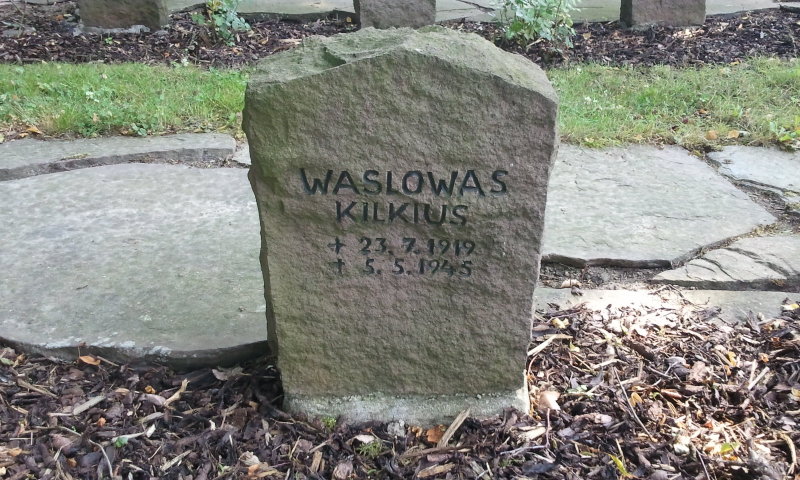 WASLOWAS
KILKIUS
+ 23. 7. 1919
+ 5. 5. 1945